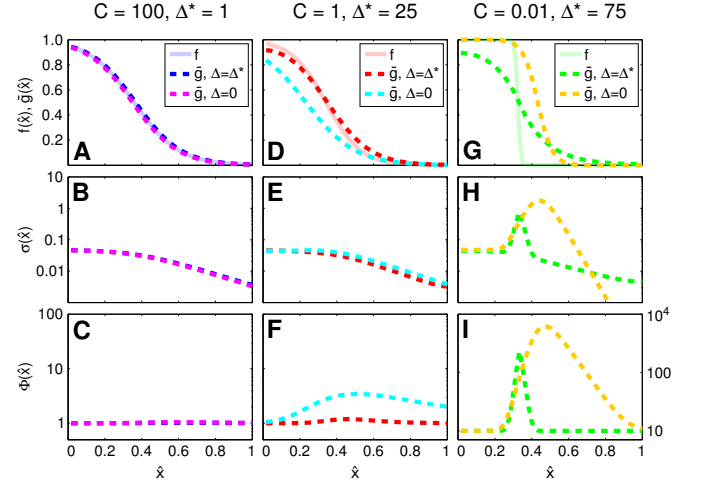 C = 100, Δ* = 1
C = 1, Δ* = 25
C = 0.01, Δ* = 75
f(x̂), ḡ(x̂)
1.0
0.8
0.6
0.4
0.2
f
ḡ, Δ=Δ*
ḡ, Δ=0
A
f
ḡ, Δ=Δ*
ḡ, Δ=0
D
f
ḡ, Δ=Δ*
ḡ, Δ=0
G
σ(x̂)
10
1
0.1
0.01
B
E
H
Φ(x̂)
100
10
1
C
F
I
10⁴
100
10
0 0.2 0.4 0.6 0.8 1
0 0.2 0.4 0.6 0.8 1
0 0.2 0.4 0.6 0.8 1
x̂
x̂
x̂